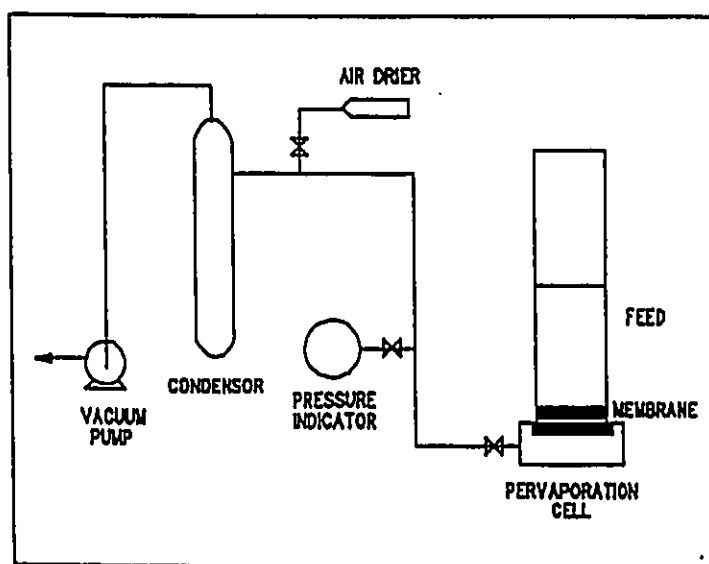 AIR DRIER
FEED
CONDENSOR
PRESSURE
INDICATOR
MEMBRANE
VACUUM
PUMP
PERVAPORATION
CELL